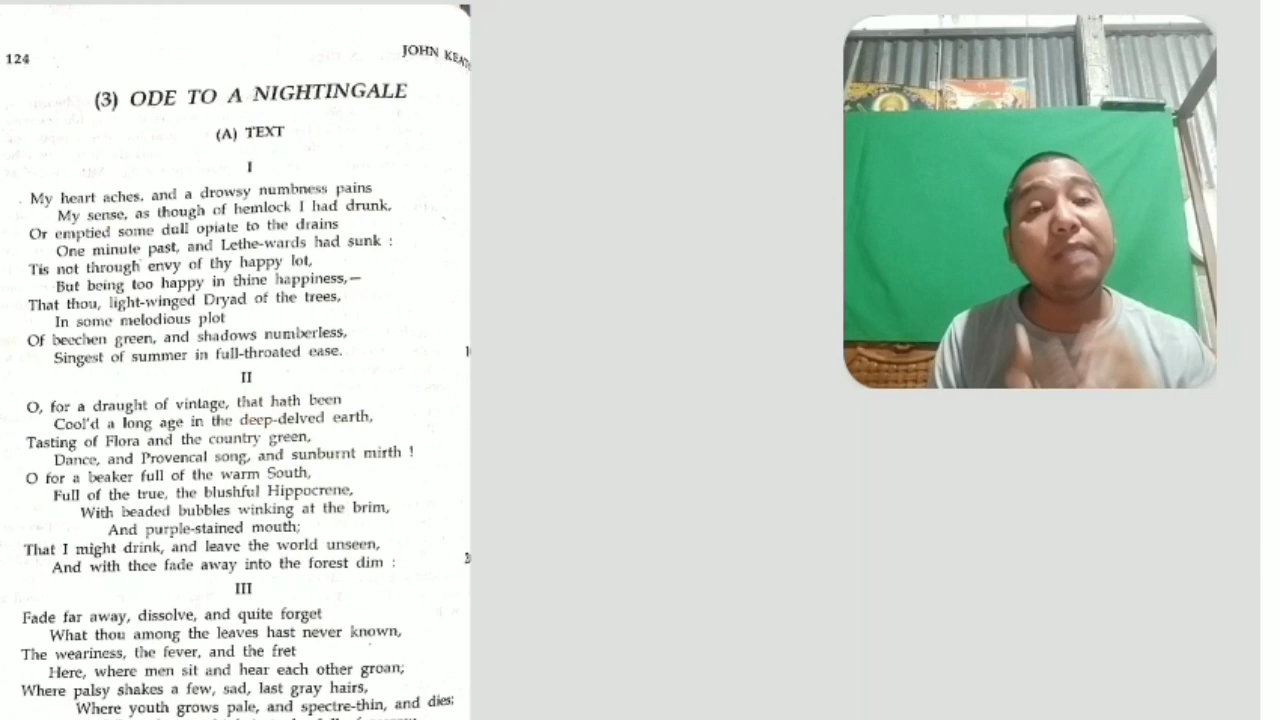 124
JOHN KEATS
(3) ODE TO A NIGHTINGALE
(A) TEXT
I
My heart aches, and a drowsy numbness pains
My sense, as though of hemlock I had drunk,
Or emptied some dull opiate to the drains
One minute past, and Lethe-wards had sunk :
Tis not through envy of thy happy lot,
But being too happy in thine happiness,—
That thou, light-winged Dryad of the trees,
In some melodious plot
Of beechen green, and shadows numberless,
Singest of summer in full-throated ease.
II
O, for a draught of vintage, that hath been
Cool'd a long age in the deep-delved earth,
Tasting of Flora and the country green,
Dance, and Provencal song, and sunburnt mirth !
O for a beaker full of the warm South,
Full of the true, the blushful Hippocrene,
With beaded bubbles winking at the brim,
And purple-stained mouth;
That I might drink, and leave the world unseen,
And with thee fade away into the forest dim :
III
Fade far away, dissolve, and quite forget
What thou among the leaves hast never known,
The weariness, the fever, and the fret
Here, where men sit and hear each other groan;
Where palsy shakes a few, sad, last gray hairs,
Where youth grows pale, and spectre-thin, and dies;